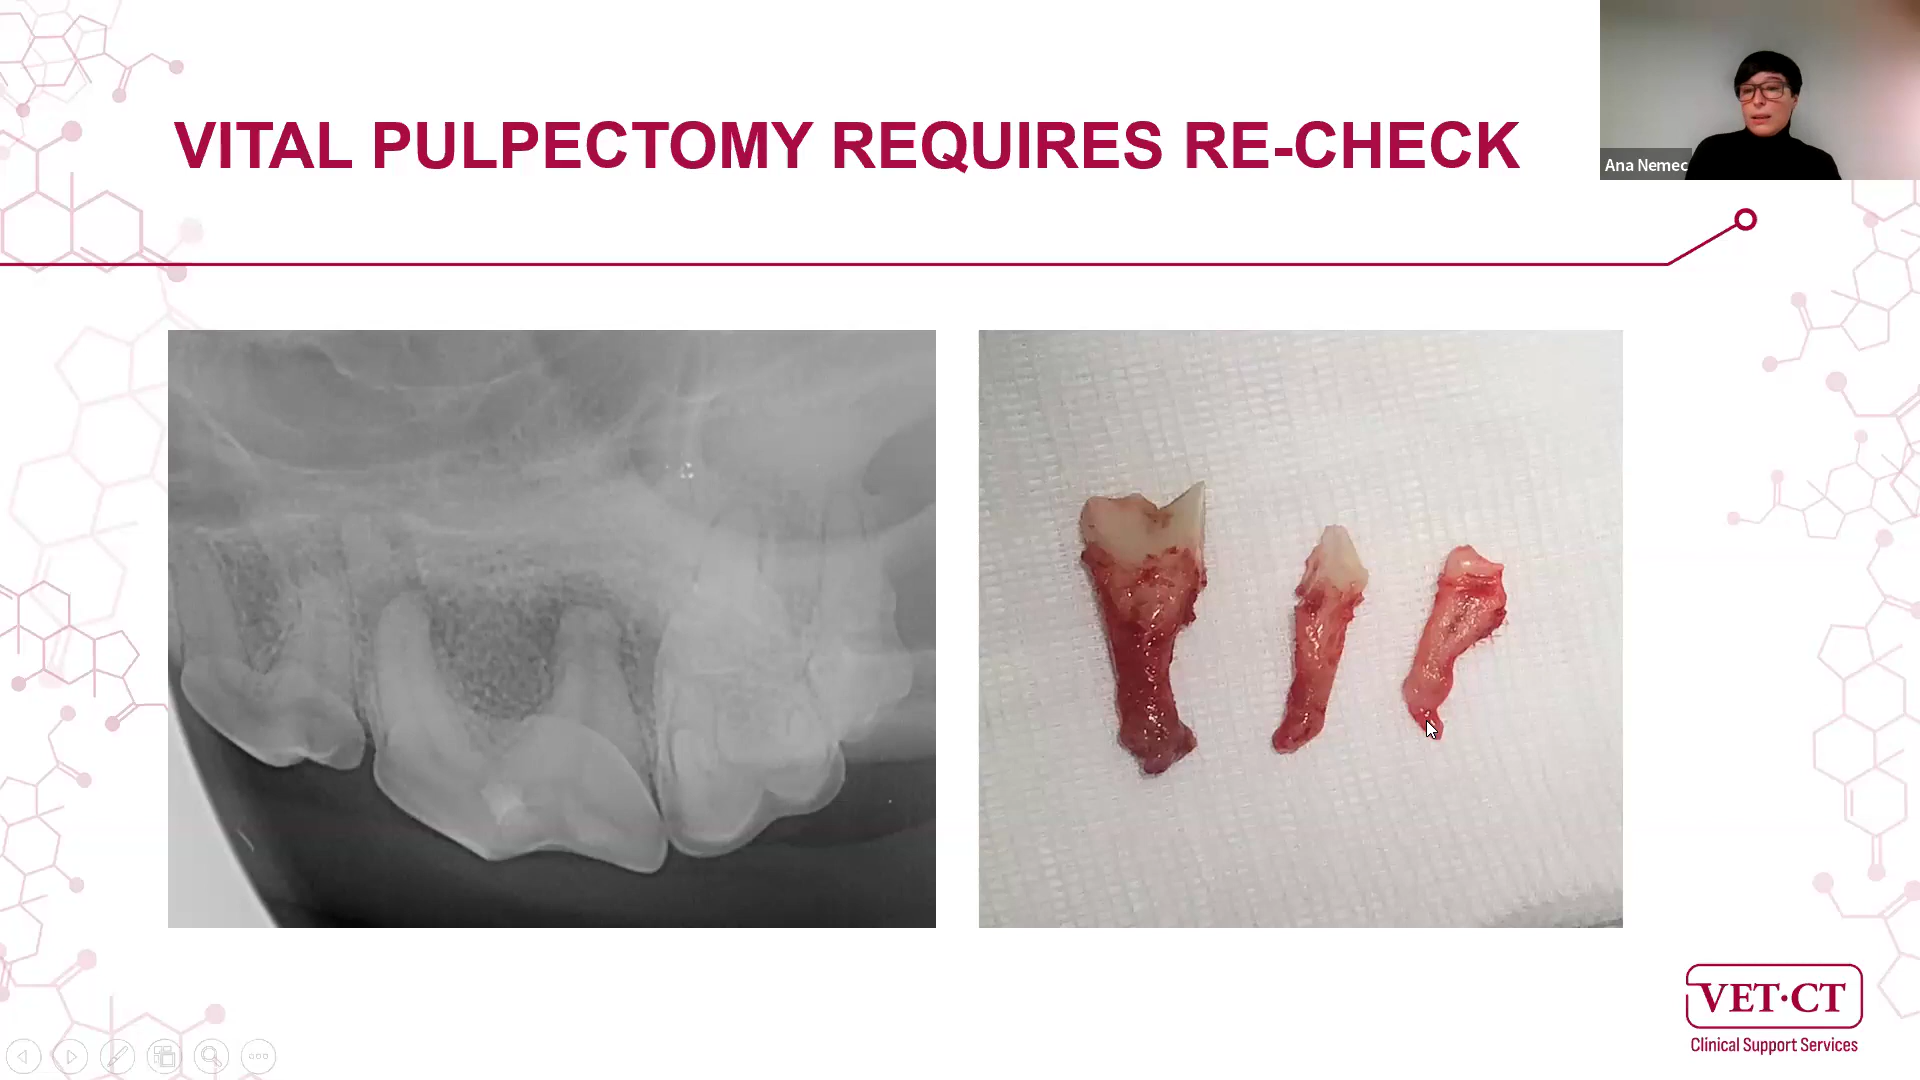 VITAL PULPECTOMY REQUIRES RE-CHECK
Ana Nemec
VET·CT
Clinical Support Services